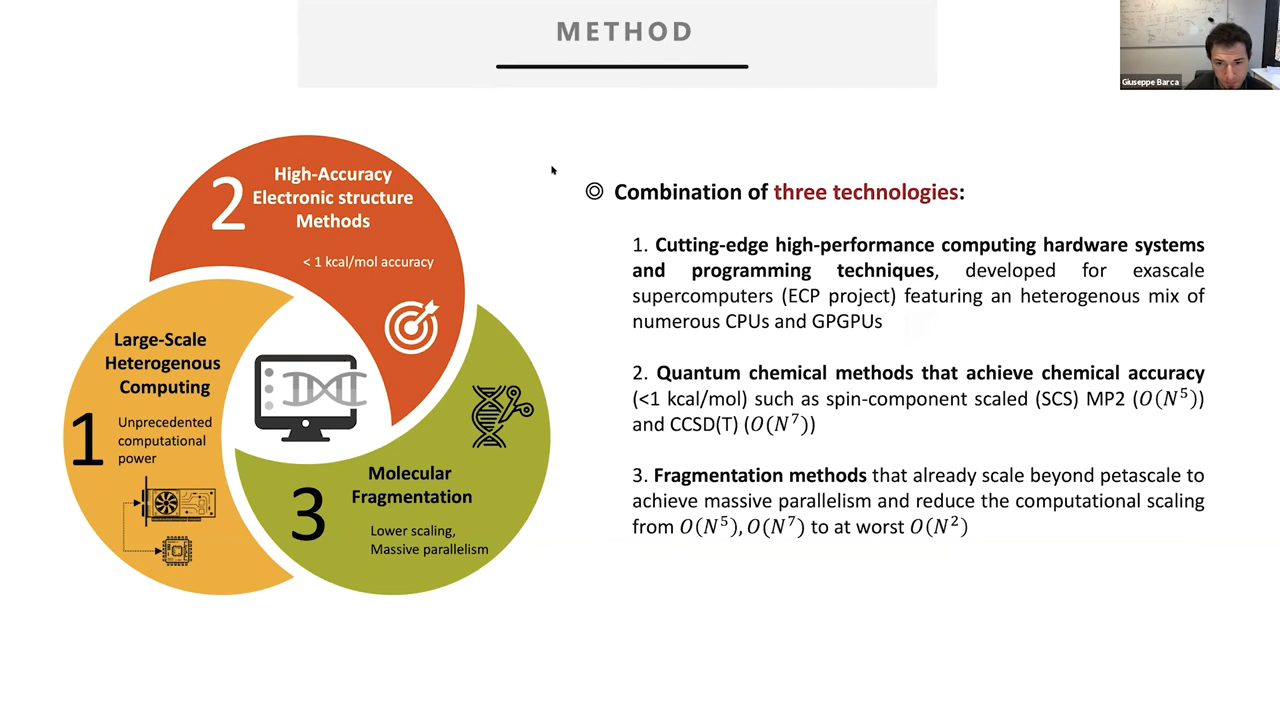 METHOD
Giuseppe Barca
2
High-Accuracy
Electronic structure
Methods
< 1 kcal/mol accuracy
Large-Scale
Heterogenous
Computing
1
Unprecedented
computational
power
3
Molecular
Fragmentation
Lower scaling,
Massive parallelism
Combination of three technologies:
1. Cutting-edge high-performance computing hardware systems
and programming techniques, developed for exascale
supercomputers (ECP project) featuring an heterogenous mix of
numerous CPUs and GPGPUs
2. Quantum chemical methods that achieve chemical accuracy
(<1 kcal/mol) such as spin-component scaled (SCS) MP2 (O(N⁵))
and CCSD(T) (O(N⁷))
3. Fragmentation methods that already scale beyond petascale to
achieve massive parallelism and reduce the computational scaling
from O(N⁵), O(N⁷) to at worst O(N²)